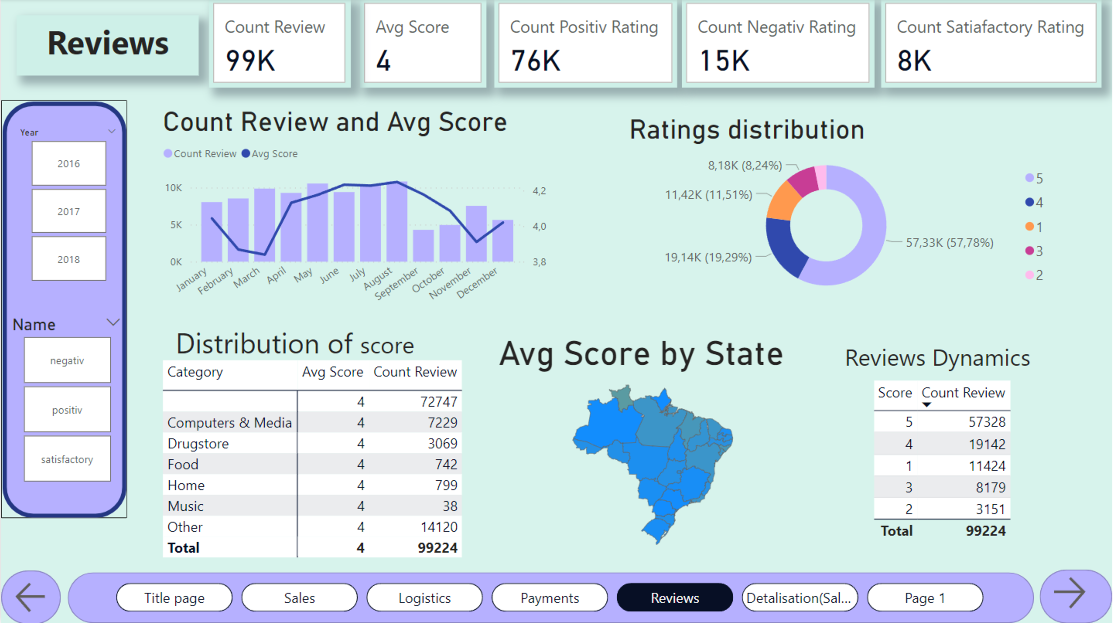 Reviews
Count Review
99K
Avg Score
4
Count Positiv Rating
76K
Count Negativ Rating
15K
Count Satiafactory Rating
8K
Year
2016
2017
2018
Name
negativ
positiv
satisfactory
Count Review and Avg Score
Count Review Avg Score
10K
5K
0K
4,2
4,0
3,8
January
February
March
April
May
June
July
August
September
October
November
December
Ratings distribution
8,18K (8,24%)
11,42K (11,51%)
19,14K (19,29%)
57,33K (57,78%)
5
4
1
3
2
Distribution of score
Category Avg Score Count Review
4 72747
Computers & Media 4 7229
Drugstore 4 3069
Food 4 742
Home 4 799
Music 4 38
Other 4 14120
Total 4 99224
Avg Score by State
Reviews Dynamics
Score Count Review
5 57328
4 19142
1 11424
3 8179
2 3151
Total 99224
Title page
Sales
Logistics
Payments
Reviews
Detalisation(Sal...
Page 1